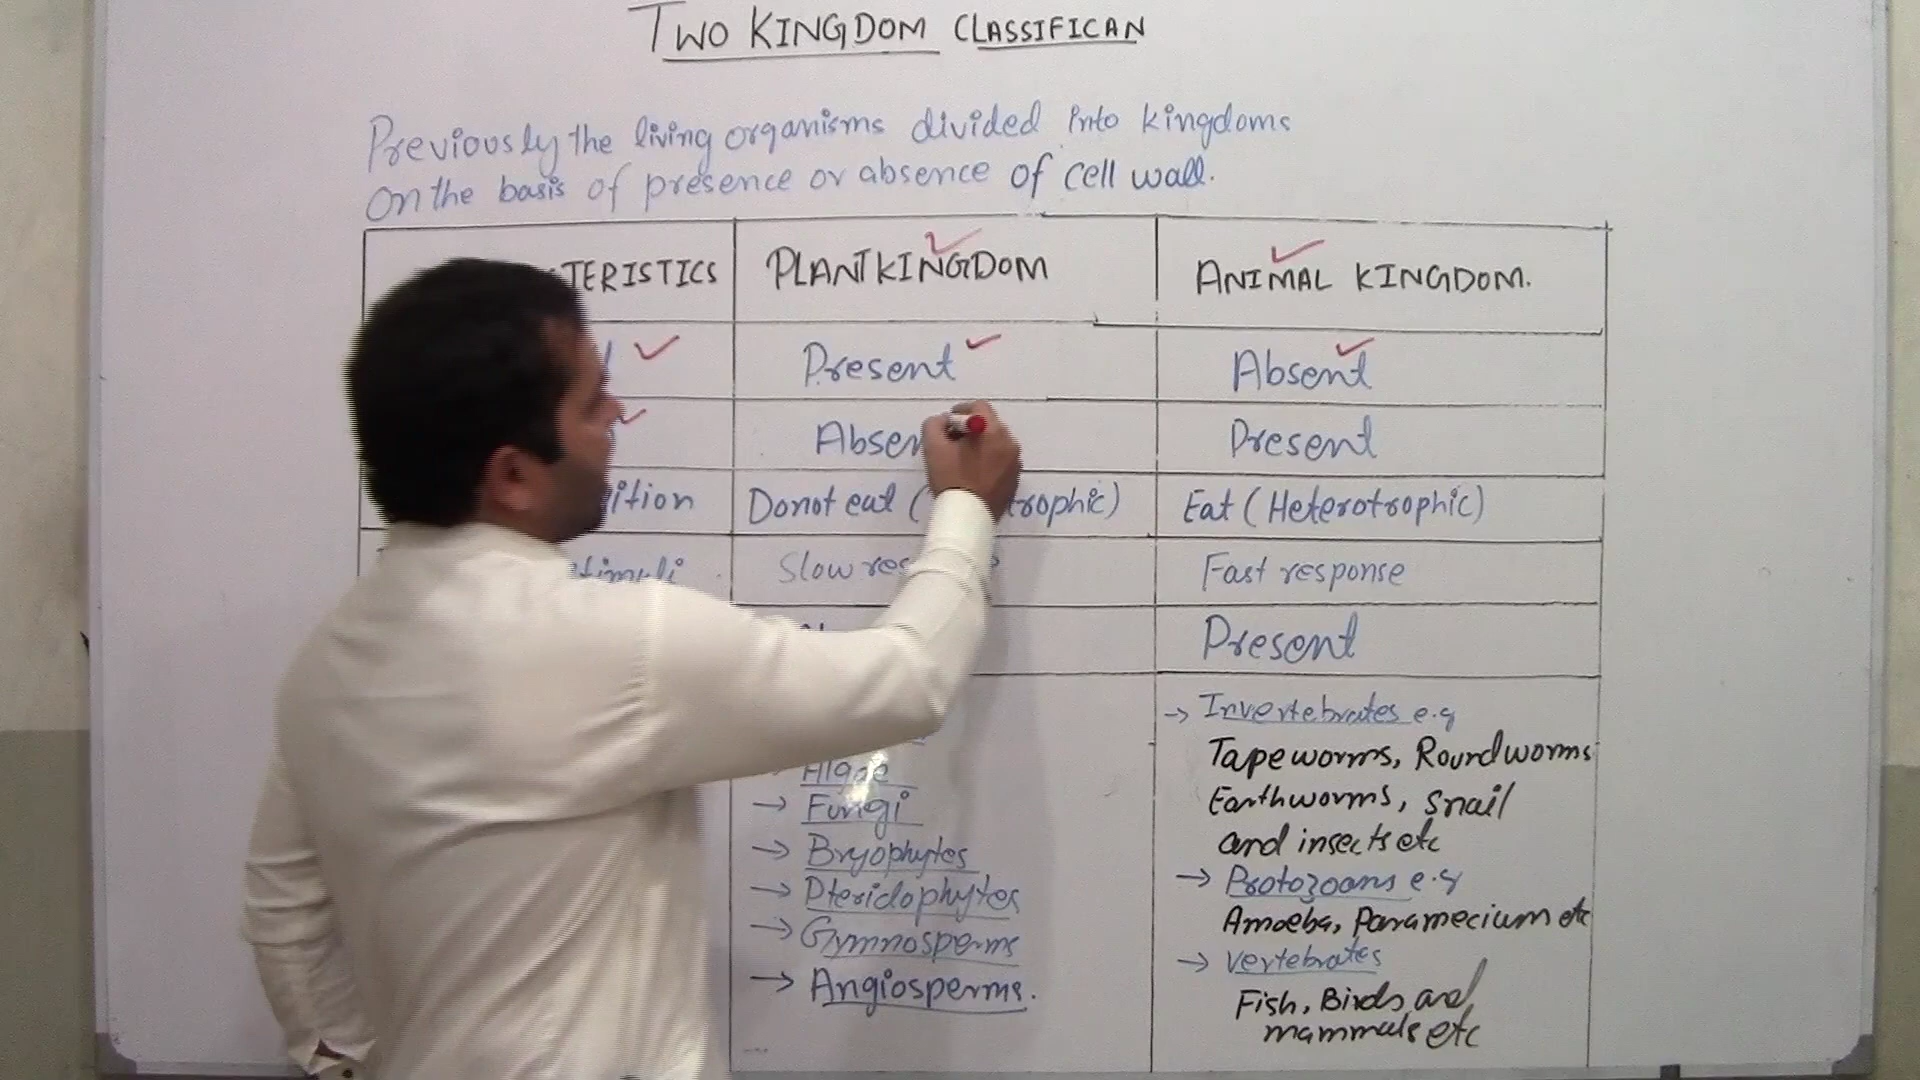 TWO KINGDOM CLASSIFICAN
Previously the living organisms divided into kingdoms
on the basis of presence or absence of cell wall.
TERISTICS PLANT KINGDOM ANIMAL KINGDOM.
Present Absent
Absen Present
ition Donot eat ( trophic) Eat (Heterotrophic)
stimuli Slow res Fast response
Present
→ Invertebrates e.g
Tapeworms, Roundworms
Earthworms, Snail
and insects etc
→ Protozoans e.g
Amoeba, Paramecium etc
→ Vertebrates
Fish, Birds and
mammals etc
Algae
→ Fungi
→ Bryophytes
→ Pteridophytes
→ Gymnosperms
→ Angiosperms.